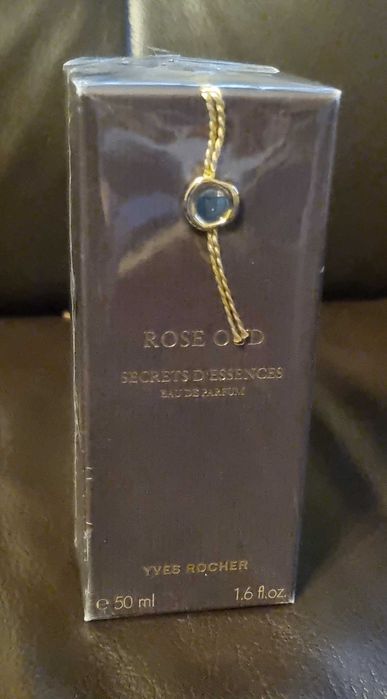 ROSE OUD
SECRETS D'ESSENCES
EAU DE PARFUM
YVES ROCHER
e 50 ml 1.6 fl.oz.